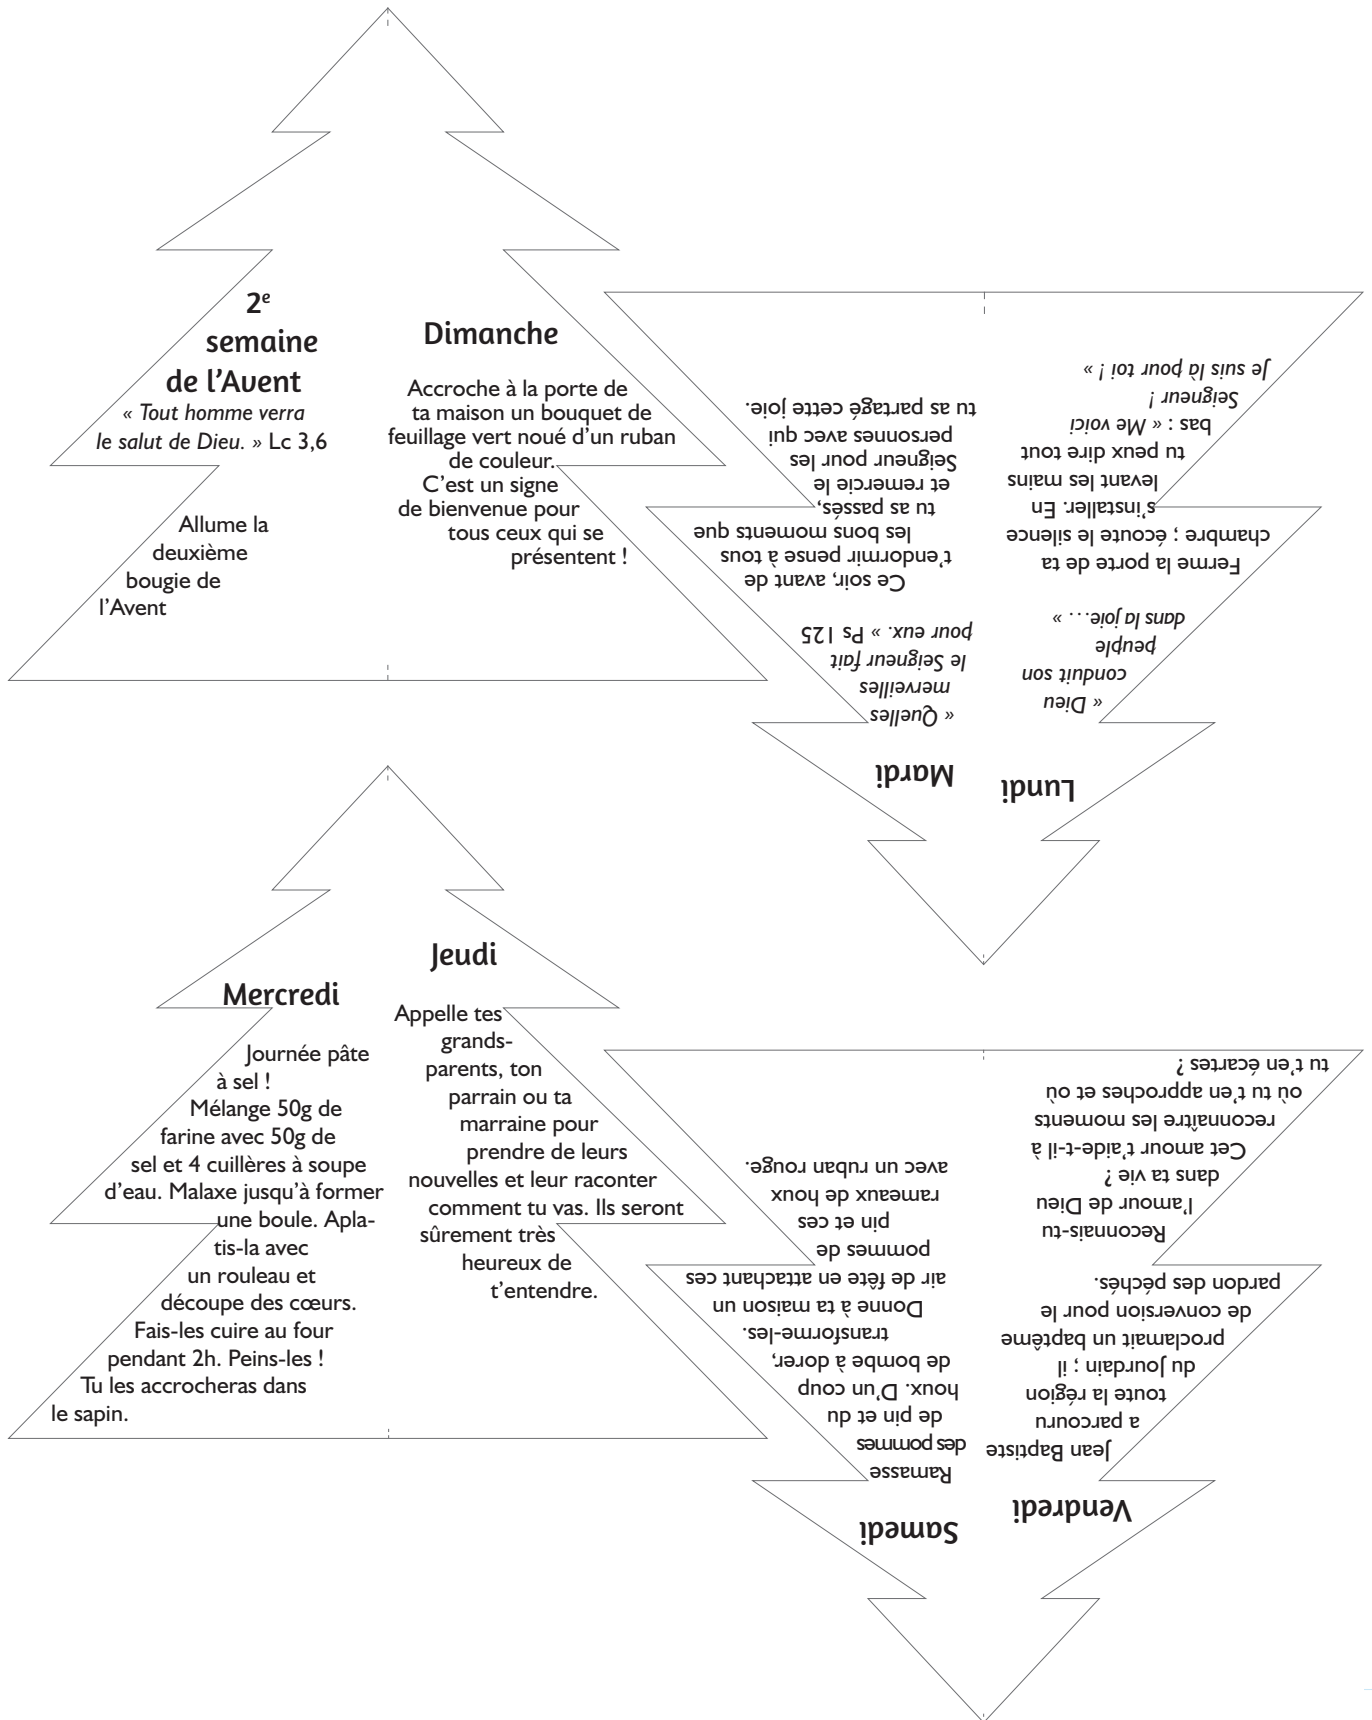 2e
semaine
de l’Avent
« Tout homme verra
le salut de Dieu. » Lc 3,6
Allume la
deuxième
bougie de
l’Avent
Dimanche
Accroche à la porte de
ta maison un bouquet de
feuillage vert noué d’un ruban
de couleur.
C’est un signe
de bienvenue pour
tous ceux qui se
présentent !
Lundi
« Dieu
conduit son
peuple
dans la joie… »
Ferme la porte de ta
chambre ; écoute le silence
s’installer. En
levant les mains
tu peux dire tout
bas : « Me voici
Seigneur !
Je suis là pour toi ! »
Mardi
« Quelles
merveilles
le Seigneur fait
pour eux. » Ps 125
Ce soir, avant de
t’endormir pense à tous
les bons moments que
tu as passés,
et remercie le
Seigneur pour les
personnes avec qui
tu as partagé cette joie.
Mercredi
Journée pâte
à sel !
Mélange 50g de
farine avec 50g de
sel et 4 cuillères à soupe
d’eau. Malaxe jusqu’à former
une boule. Apla-
tis-la avec
un rouleau et
découpe des cœurs.
Fais-les cuire au four
pendant 2h. Peins-les !
Tu les accrocheras dans
le sapin.
Jeudi
Appelle tes
grands-
parents, ton
parrain ou ta
marraine pour
prendre de leurs
nouvelles et leur raconter
comment tu vas. Ils seront
sûrement très
heureux de
t’entendre.
Vendredi
Jean Baptiste
a parcouru
toute la région
du Jourdain ; il
proclamait un baptême
de conversion pour le
pardon des péchés.
Reconnais-tu
l’amour de Dieu
dans ta vie ?
Cet amour t’aide-t-il à
reconnaître les moments
où tu t’en approches et où
tu t’en écartes ?
Samedi
Ramasse
des pommes
de pin et du
houx. D’un coup
de bombe à dorer,
transforme-les.
Donne à ta maison un
air de fête en attachant ces
pommes de
pin et ces
rameaux de houx
avec un ruban rouge.